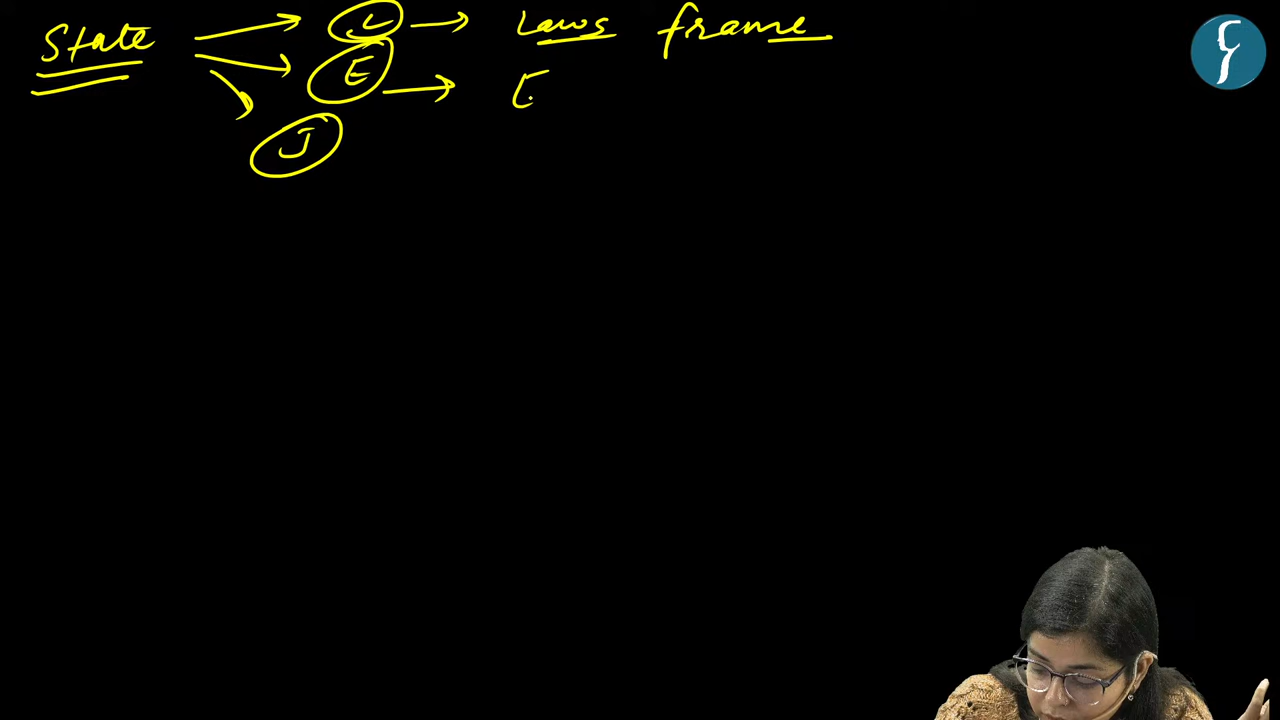 State → L → Laws frame
→ E → E
→ J